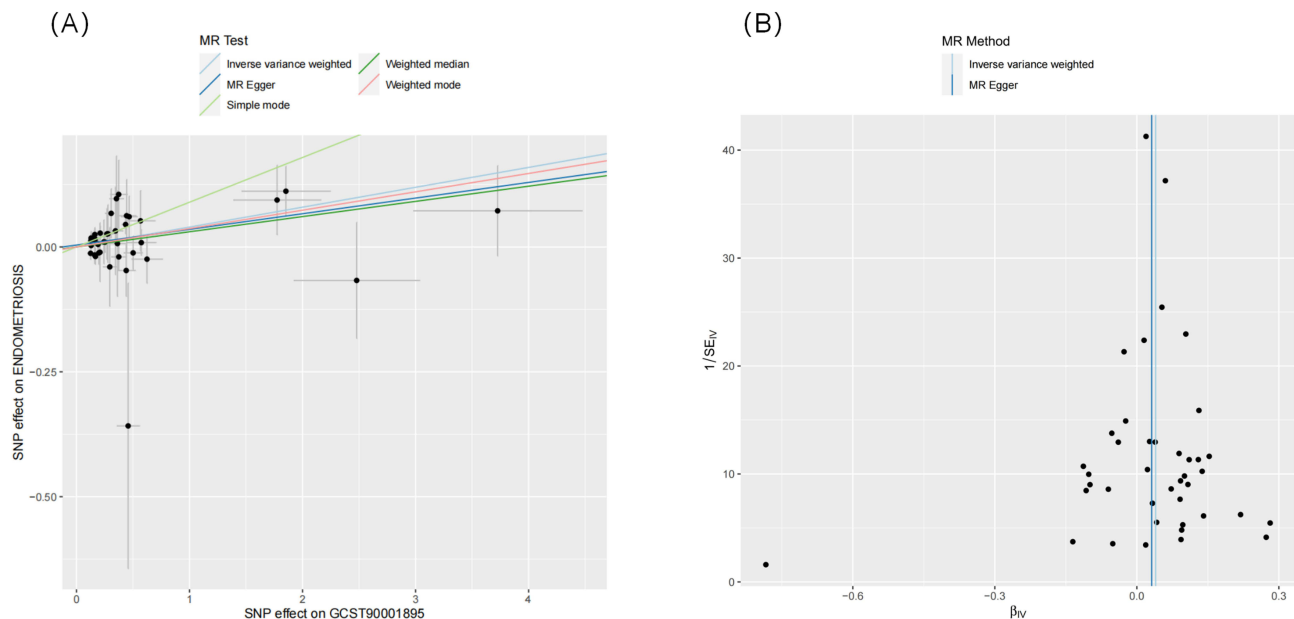 (A)
MR Test
Inverse variance weighted
Weighted median
MR Egger
Weighted mode
Simple mode
SNP effect on ENDOMETRIOSIS
0.00
−0.25
−0.50
0
1
2
3
4
SNP effect on GCST90001895
(B)
MR Method
Inverse variance weighted
MR Egger
1/SE_IV
40
30
20
10
0
−0.6
−0.3
0.0
0.3
β_IV